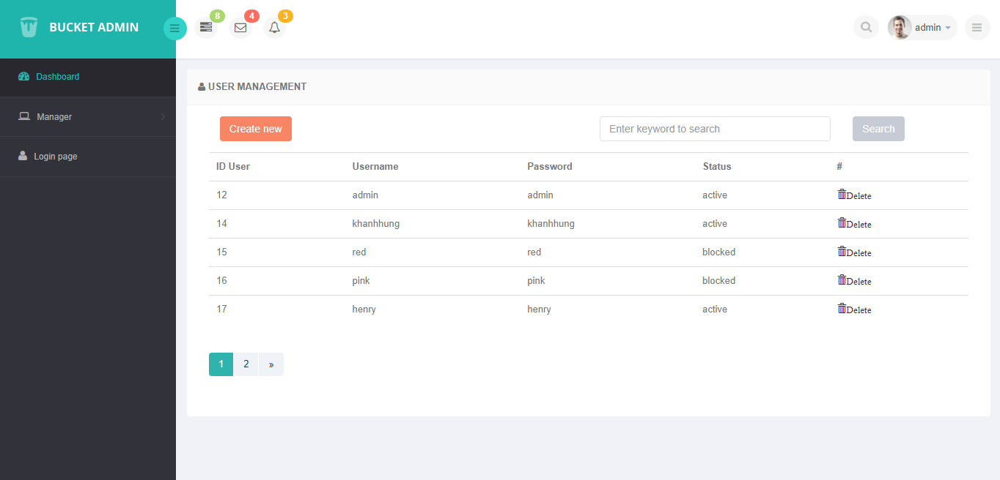 BUCKET ADMIN
8 4 3
admin
Dashboard
Manager
Login page
USER MANAGEMENT
Create new Enter keyword to search Search
ID User Username Password Status #
12 admin admin active Delete
14 khanhhung khanhhung active Delete
15 red red blocked Delete
16 pink pink blocked Delete
17 henry henry active Delete
1 2 »